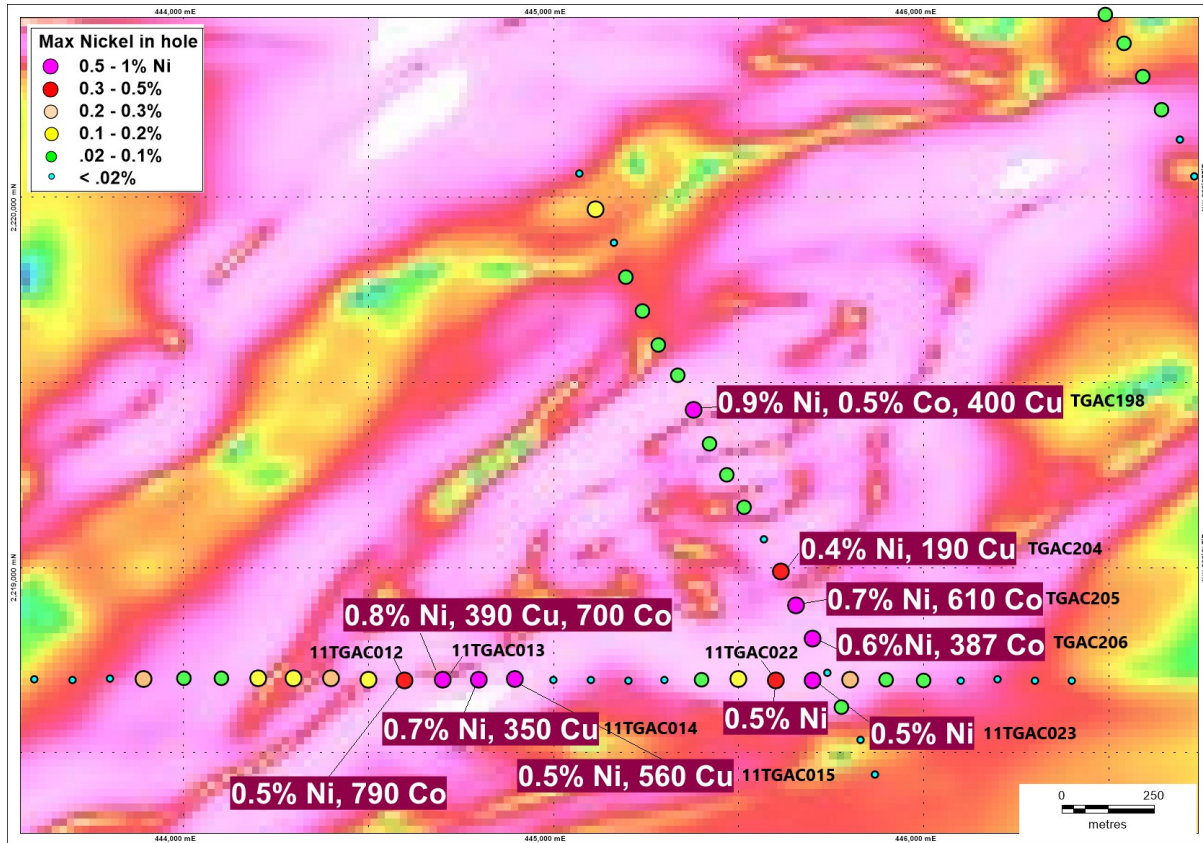 444,000 mE
445,000 mE
446,000 mE
Max Nickel in hole
0.5 - 1% Ni
0.3 - 0.5%
0.2 - 0.3%
0.1 - 0.2%
.02 - 0.1%
< .02%
2,220,000 mN
0.9% Ni, 0.5% Co, 400 Cu TGAC198
0.4% Ni, 190 Cu TGAC204
2,219,000 mN
0.7% Ni, 610 Co TGAC205
0.8% Ni, 390 Cu, 700 Co
0.6%Ni, 387 Co TGAC206
11TGAC012 11TGAC013 11TGAC022
0.7% Ni, 350 Cu 11TGAC014
0.5% Ni
0.5% Ni 11TGAC023
0.5% Ni, 560 Cu 11TGAC015
0.5% Ni, 790 Co
0 250
metres
444,000 mE
445,000 mE
446,000 mE